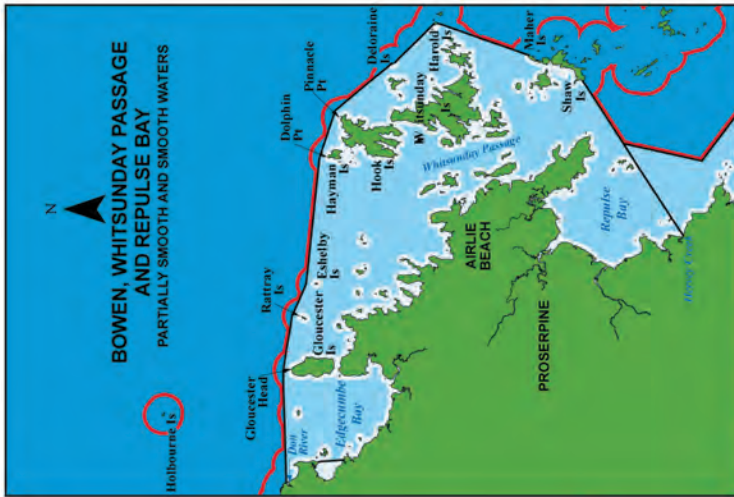 N
BOWEN, WHITSUNDAY PASSAGE
AND REPULSE BAY
PARTIALLY SMOOTH AND SMOOTH WATERS
Holbourne Is
Gloucester
Head
Rattray
Is
Dolphin
Pt
Pinnacle
Pt
Deloraine
Is
Don
River
Edgecumbe
Bay
Gloucester
Is
Eshelby
Is
Hayman
Is
Hook
Is
Whitsunday
Is
Harold
Is
Maher
Is
Whitsunday Passage
Shaw
Is
AIRLIE
BEACH
PROSERPINE
Repulse
Bay